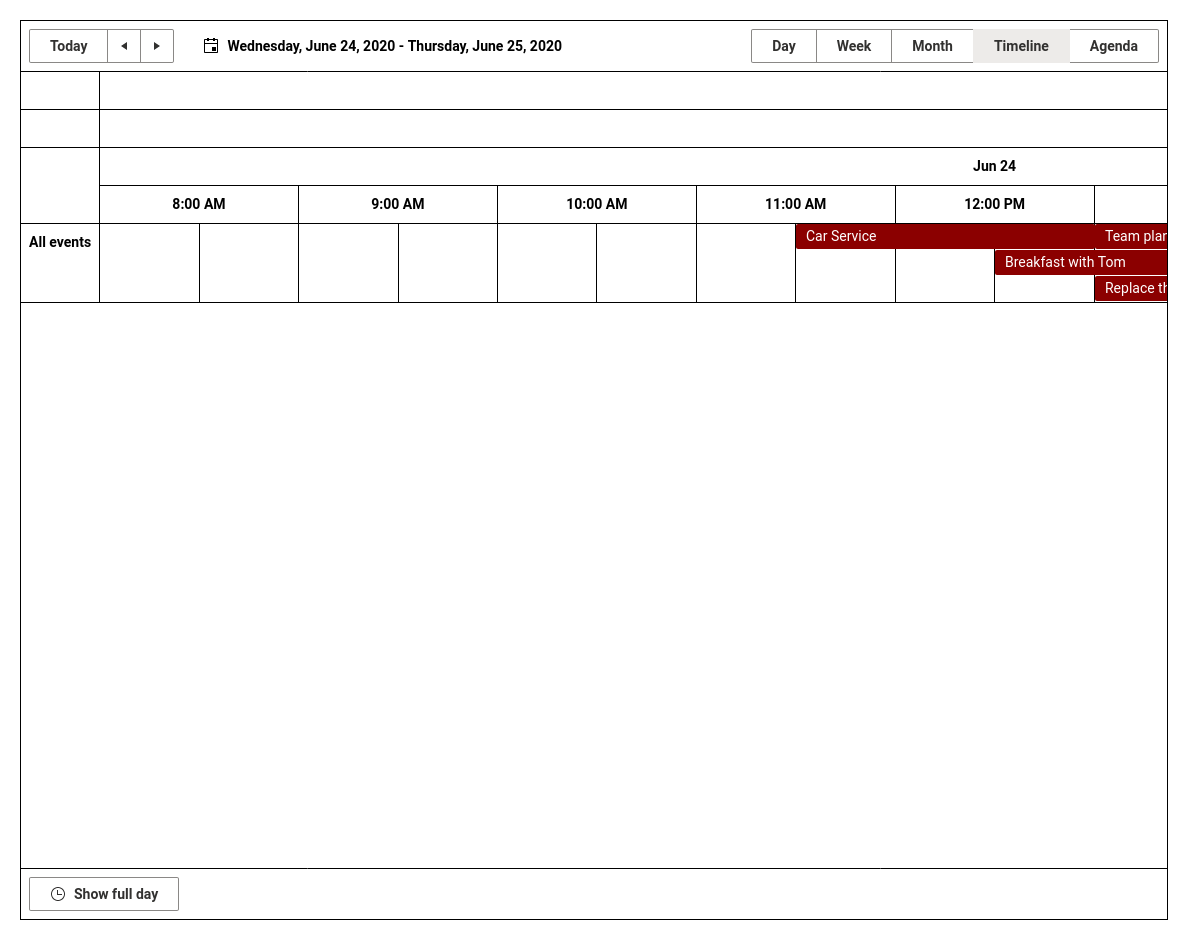 Today Wednesday, June 24, 2020 - Thursday, June 25, 2020 Day Week Month Timeline Agenda
Jun 24
8:00 AM 9:00 AM 10:00 AM 11:00 AM 12:00 PM
All events Car Service Team plan
Breakfast with Tom
Replace
Show full day